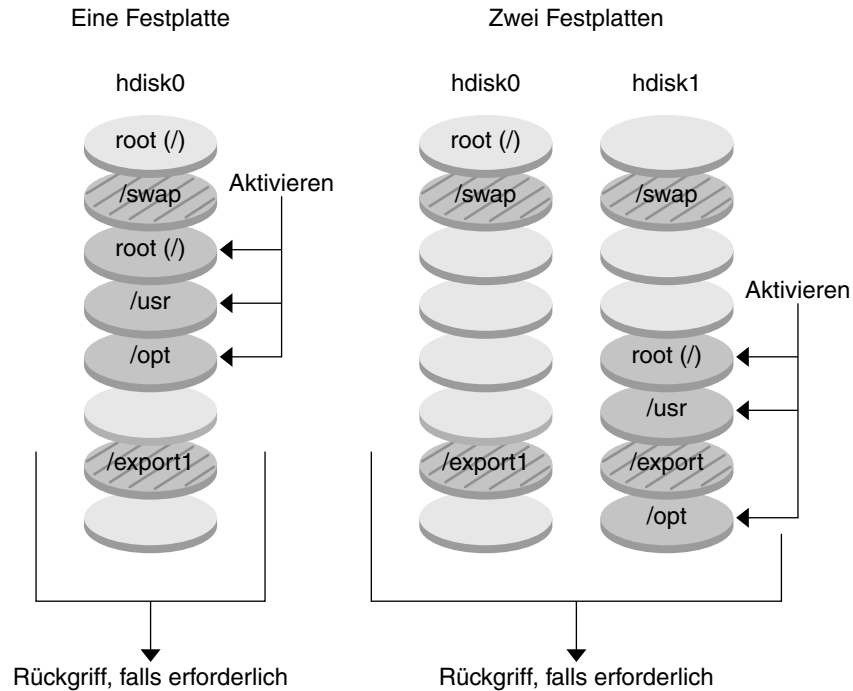 Eine Festplatte
hdisk0
root (/)
/swap
Aktivieren
root (/)
/usr
/opt
/export1
Rückgriff, falls erforderlich
Zwei Festplatten
hdisk0
root (/)
/swap
/export1
hdisk1
/swap
Aktivieren
root (/)
/usr
/export
/opt
Rückgriff, falls erforderlich